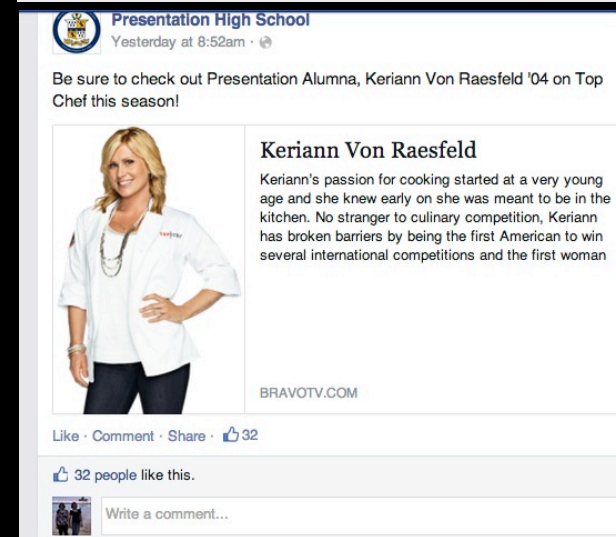 Presentation High School
Yesterday at 8:52am ·
Be sure to check out Presentation Alumna, Keriann Von Raesfeld '04 on Top
Chef this season!
Keriann Von Raesfeld
Keriann's passion for cooking started at a very young
age and she knew early on she was meant to be in the
kitchen. No stranger to culinary competition, Keriann
has broken barriers by being the first American to win
several international competitions and the first woman
BRAVOTV.COM
Like · Comment · Share · 32
32 people like this.
Write a comment...